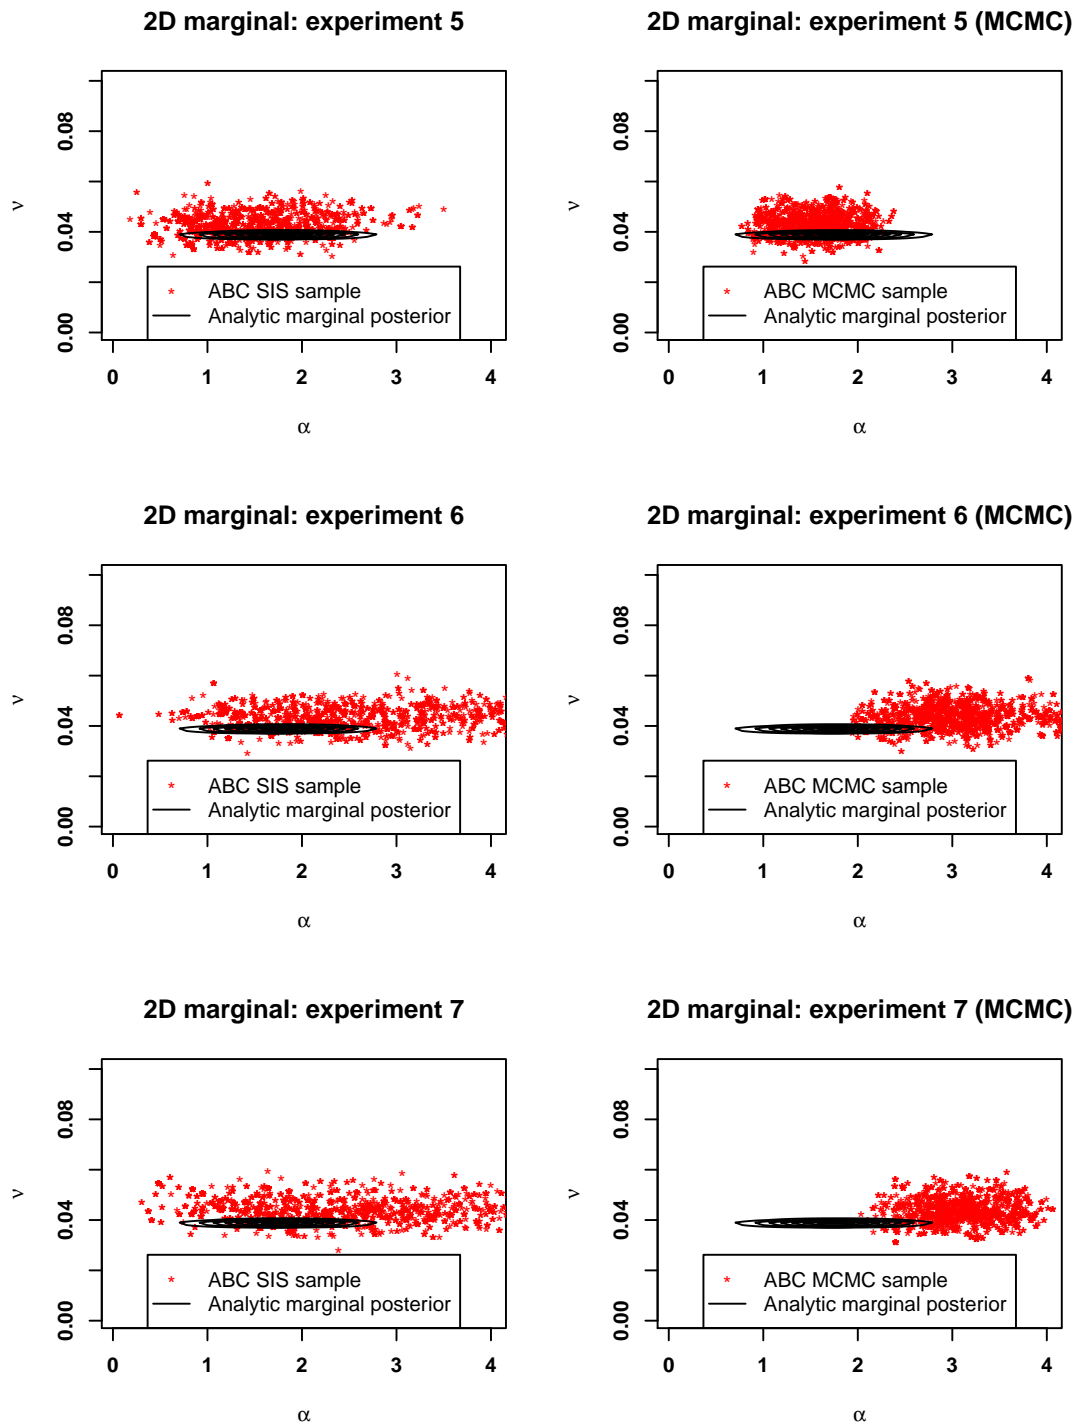 2D marginal: experiment 5
ν
0.00 0.04 0.08
* ABC SIS sample
Analytic marginal posterior
0 1 2 3 4
α
2D marginal: experiment 5 (MCMC)
ν
0.00 0.04 0.08
* ABC MCMC sample
Analytic marginal posterior
0 1 2 3 4
α
2D marginal: experiment 6
ν
0.00 0.04 0.08
* ABC SIS sample
Analytic marginal posterior
0 1 2 3 4
α
2D marginal: experiment 6 (MCMC)
ν
0.00 0.04 0.08
* ABC MCMC sample
Analytic marginal posterior
0 1 2 3 4
α
2D marginal: experiment 7
ν
0.00 0.04 0.08
* ABC SIS sample
Analytic marginal posterior
0 1 2 3 4
α
2D marginal: experiment 7 (MCMC)
ν
0.00 0.04 0.08
* ABC MCMC sample
Analytic marginal posterior
0 1 2 3 4
α